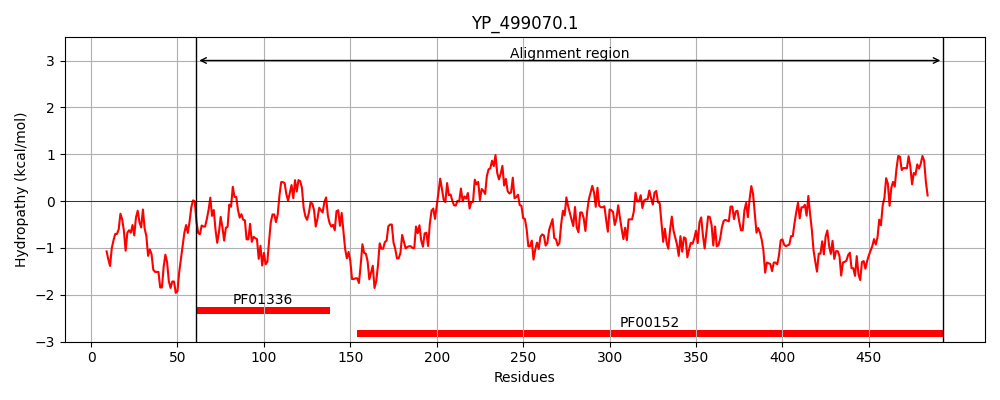 YP_499070.1
Hydropathy (kcal/mol)
3
2
1
0
−1
−2
−3
Alignment region
PF01336
PF00152
0
50
100
150
200
250
300
350
400
450
Residues